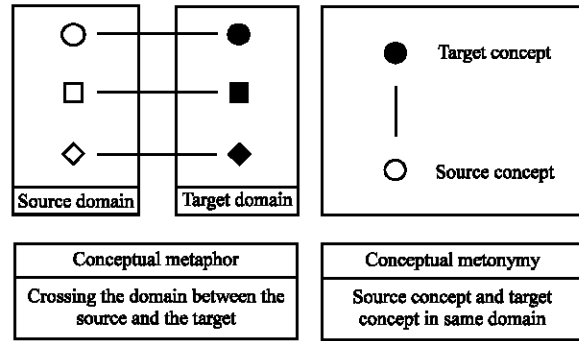 Source domain
Target domain
Target concept
Source concept
Conceptual metaphor
Crossing the domain between the
source and the target
Conceptual metonymy
Source concept and target
concept in same domain